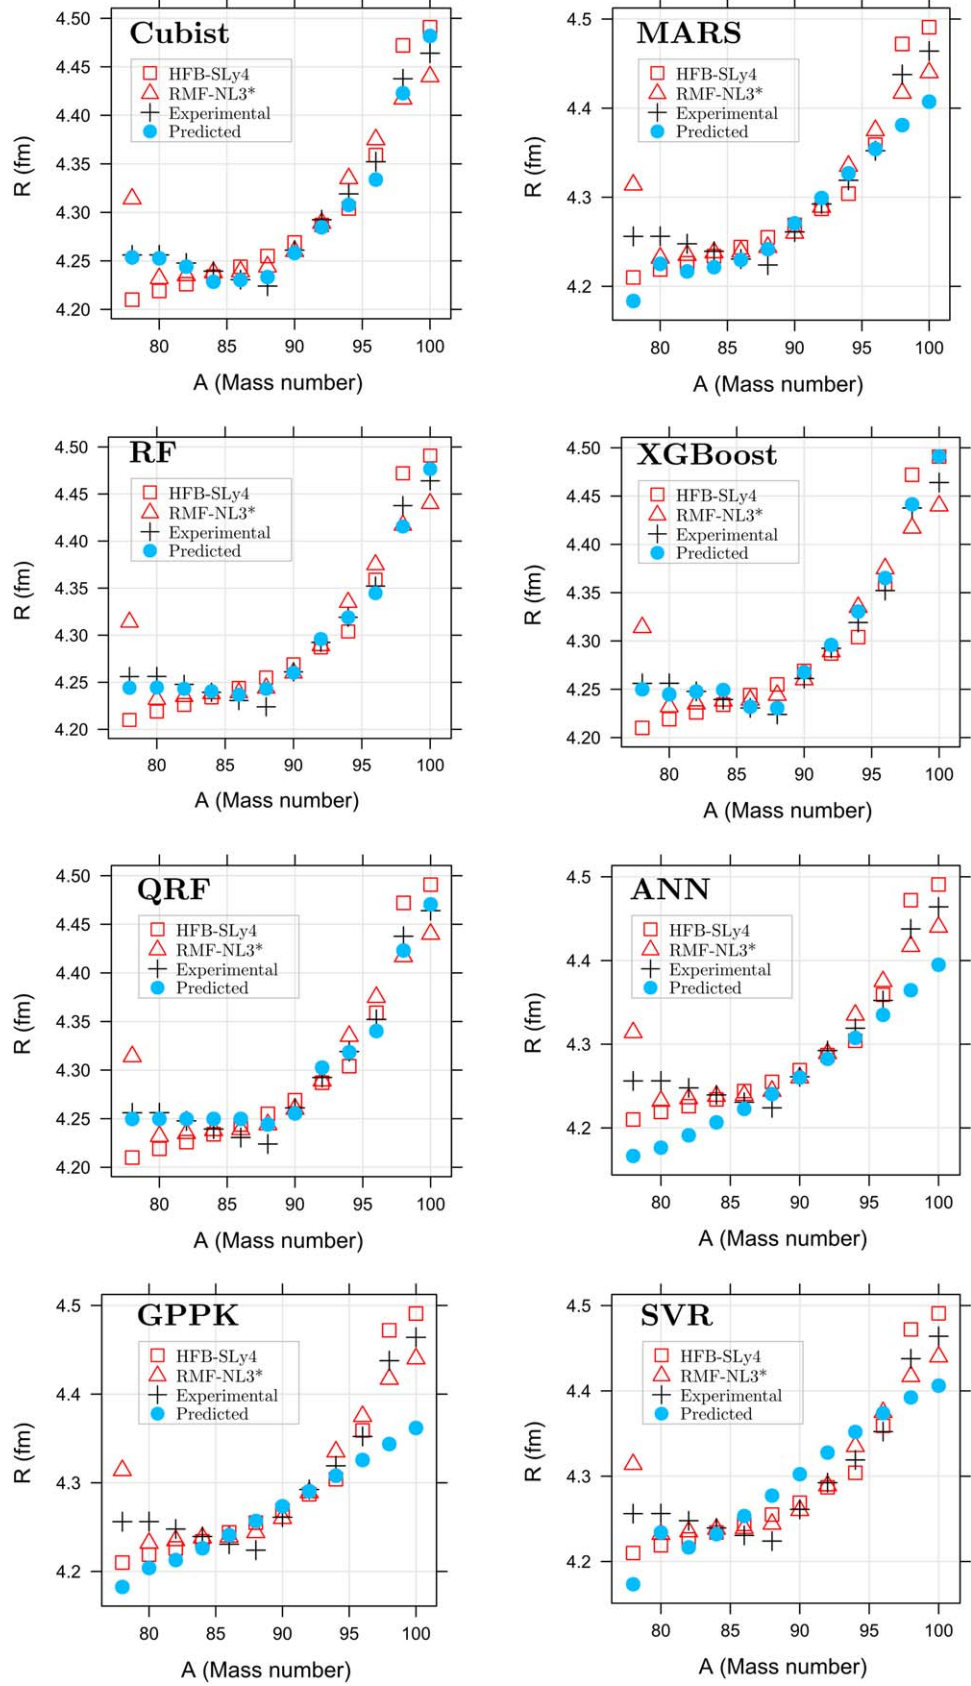 Cubist
HFB-SLy4
RMF-NL3*
Experimental
Predicted
R (fm)
4.50
4.45
4.40
4.35
4.30
4.25
4.20
80 85 90 95 100
A (Mass number)
MARS
HFB-SLy4
RMF-NL3*
Experimental
Predicted
R (fm)
4.5
4.4
4.3
4.2
80 85 90 95 100
A (Mass number)
RF
HFB-SLy4
RMF-NL3*
Experimental
Predicted
R (fm)
4.50
4.45
4.40
4.35
4.30
4.25
4.20
80 85 90 95 100
A (Mass number)
XGBoost
HFB-SLy4
RMF-NL3*
Experimental
Predicted
R (fm)
4.50
4.45
4.40
4.35
4.30
4.25
4.20
80 85 90 95 100
A (Mass number)
QRF
HFB-SLy4
RMF-NL3*
Experimental
Predicted
R (fm)
4.50
4.45
4.40
4.35
4.30
4.25
4.20
80 85 90 95 100
A (Mass number)
ANN
HFB-SLy4
RMF-NL3*
Experimental
Predicted
R (fm)
4.5
4.4
4.3
4.2
80 85 90 95 100
A (Mass number)
GPPK
HFB-SLy4
RMF-NL3*
Experimental
Predicted
R (fm)
4.5
4.4
4.3
4.2
80 85 90 95 100
A (Mass number)
SVR
HFB-SLy4
RMF-NL3*
Experimental
Predicted
R (fm)
4.5
4.4
4.3
4.2
80 85 90 95 100
A (Mass number)